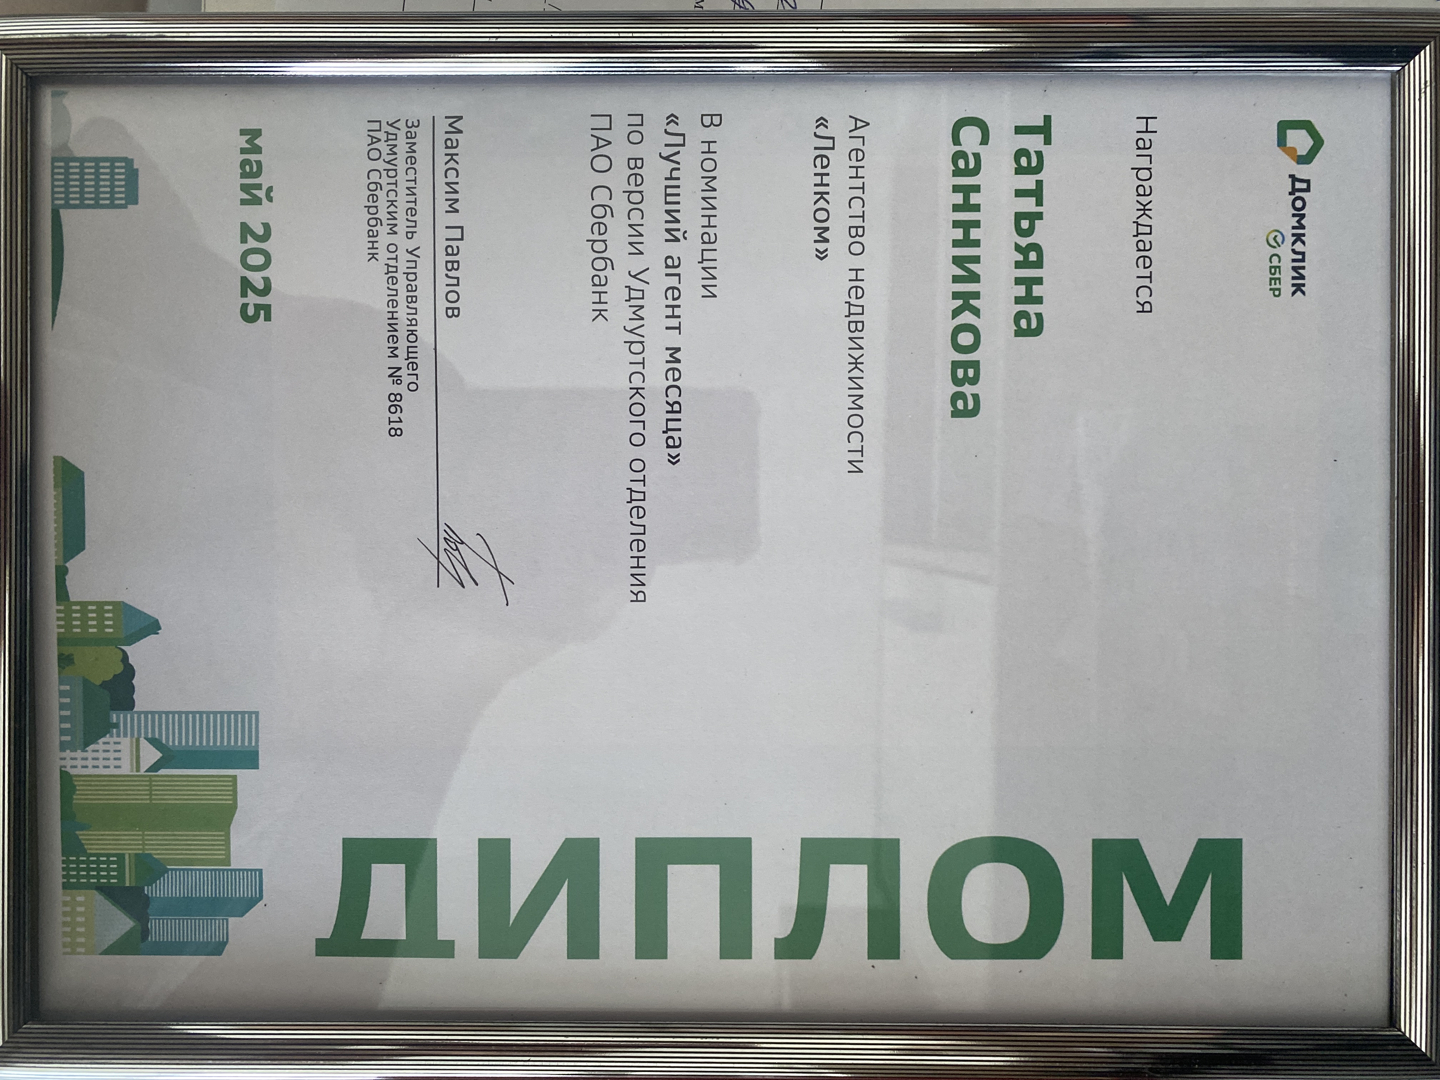 ДОМКЛИК
СБЕР
Награждается
Татьяна
Санникова
Агентство недвижимости
«Ленком»
В номинации
«Лучший агент месяца»
по версии Удмуртского отделения
ПАО Сбербанк
Максим Павлов
Заместитель Управляющего
Удмуртским отделением № 8618
ПАО Сбербанк
май 2025
ДИПЛОМ